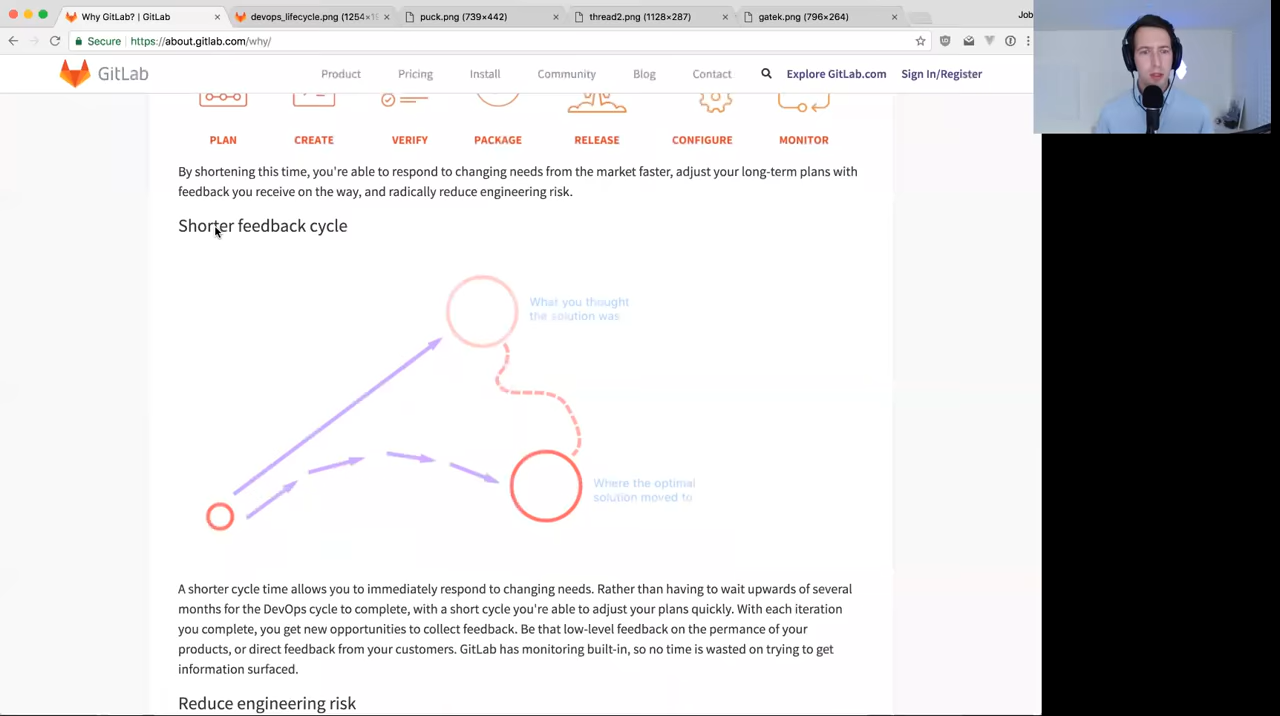 Why GitLab? | GitLab
devops_lifecycle.png (1254×1
puck.png (739×442)
thread2.png (1128×287)
gatek.png (796×264)
Job
Secure
https://about.gitlab.com/why/
GitLab
Product
Pricing
Install
Community
Blog
Contact
Explore GitLab.com
Sign In/Register
PLAN
CREATE
VERIFY
PACKAGE
RELEASE
CONFIGURE
MONITOR
By shortening this time, you're able to respond to changing needs from the market faster, adjust your long-term plans with
feedback you receive on the way, and radically reduce engineering risk.
Shorter feedback cycle
What you thought
the solution was
Where the optimal
solution moved to
A shorter cycle time allows you to immediately respond to changing needs. Rather than having to wait upwards of several
months for the DevOps cycle to complete, with a short cycle you're able to adjust your plans quickly. With each iteration
you complete, you get new opportunities to collect feedback. Be that low-level feedback on the permance of your
products, or direct feedback from your customers. GitLab has monitoring built-in, so no time is wasted on trying to get
information surfaced.
Reduce engineering risk